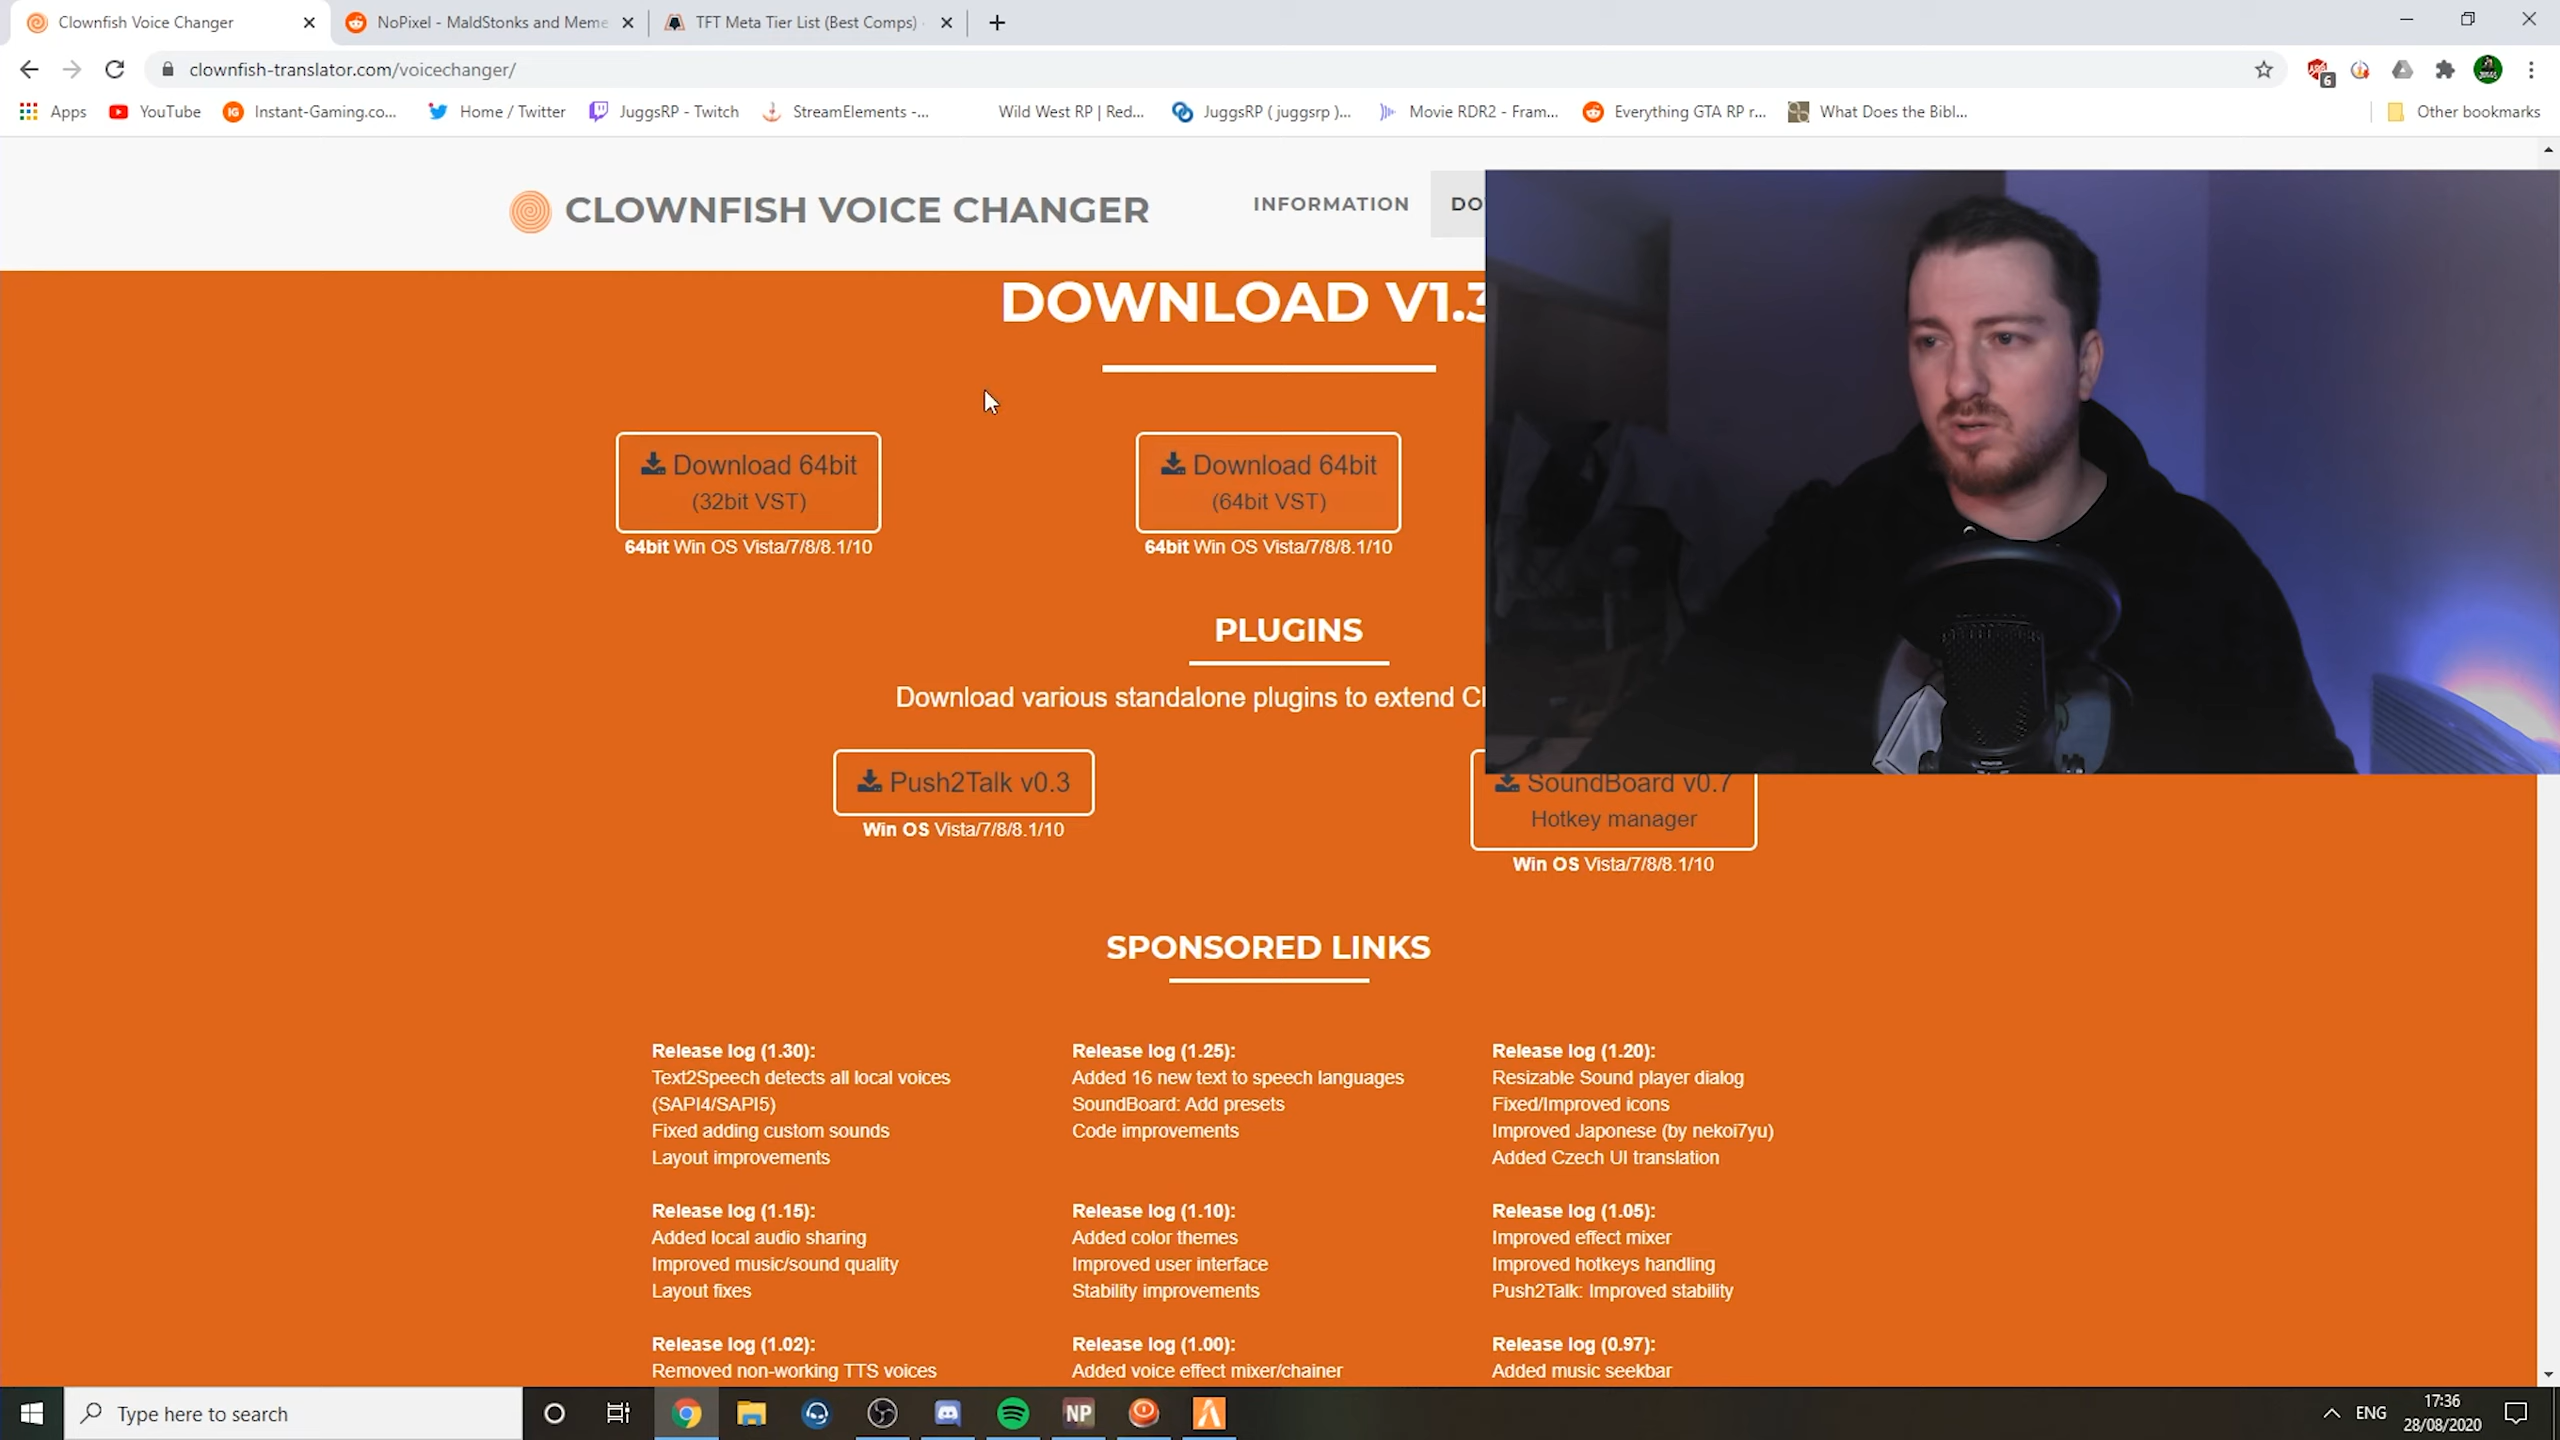 Clownfish Voice Changer
NoPixel - MaldStonks and Meme
TFT Meta Tier List (Best Comps)
clownfish-translator.com/voicechanger/
6
Apps
YouTube
IG
Instant-Gaming.co...
Home / Twitter
JuggsRP - Twitch
StreamElements -...
Wild West RP | Red...
JuggsRP ( juggsrp )...
Movie RDR2 - Fram...
Everything GTA RP r...
What Does the Bibl...
Other bookmarks
CLOWNFISH VOICE CHANGER
INFORMATION
DO
DOWNLOAD V1.3
Download 64bit
(32bit VST)
64bit Win OS Vista/7/8/8.1/10
Download 64bit
(64bit VST)
64bit Win OS Vista/7/8/8.1/10
PLUGINS
Download various standalone plugins to extend Cl
Push2Talk v0.3
Win OS Vista/7/8/8.1/10
SoundBoard v0.7
Hotkey manager
Win OS Vista/7/8/8.1/10
SPONSORED LINKS
Release log (1.30):
Text2Speech detects all local voices
(SAPI4/SAPI5)
Fixed adding custom sounds
Layout improvements
Release log (1.25):
Added 16 new text to speech languages
SoundBoard: Add presets
Code improvements
Release log (1.20):
Resizable Sound player dialog
Fixed/Improved icons
Improved Japonese (by nekoi7yu)
Added Czech UI translation
Release log (1.15):
Added local audio sharing
Improved music/sound quality
Layout fixes
Release log (1.10):
Added color themes
Improved user interface
Stability improvements
Release log (1.05):
Improved effect mixer
Improved hotkeys handling
Push2Talk: Improved stability
Release log (1.02):
Removed non-working TTS voices
Release log (1.00):
Added voice effect mixer/chainer
Release log (0.97):
Added music seekbar
Type here to search
NP
ENG
17:36
28/08/2020